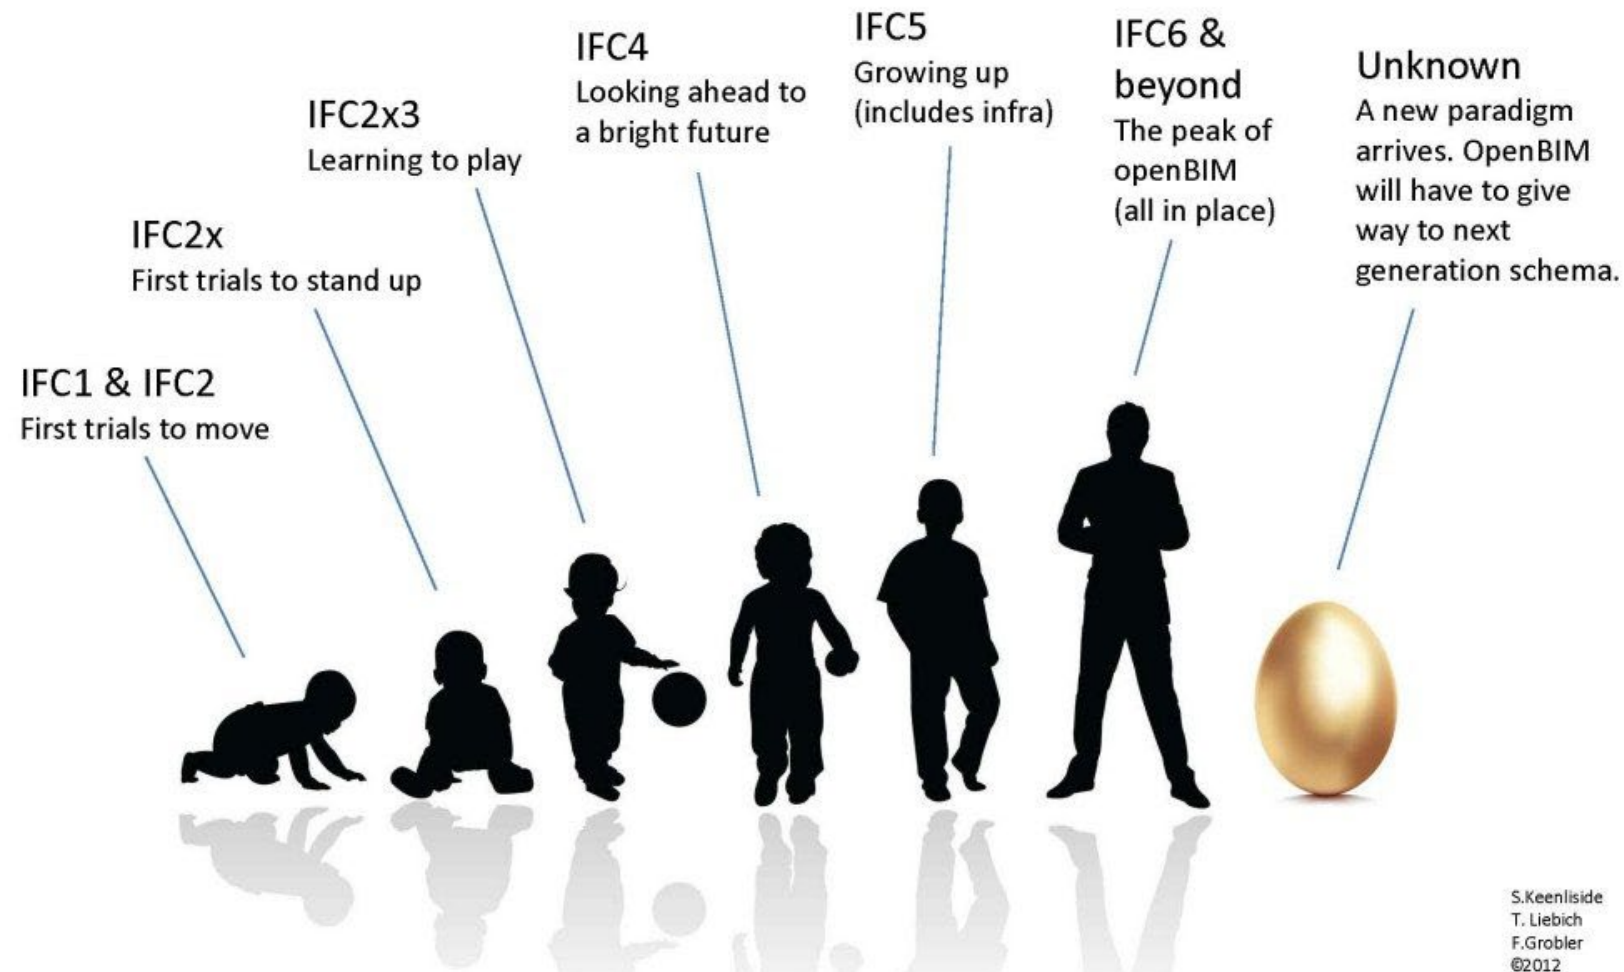 IFC1 & IFC2
First trials to move
IFC2x
First trials to stand up
IFC2x3
Learning to play
IFC4
Looking ahead to
a bright future
IFC5
Growing up
(includes infra)
IFC6 &
beyond
The peak of
openBIM
(all in place)
Unknown
A new paradigm
arrives. OpenBIM
will have to give
way to next
generation schema.
S.Keenliside
T. Liebich
F.Grobler
©2012